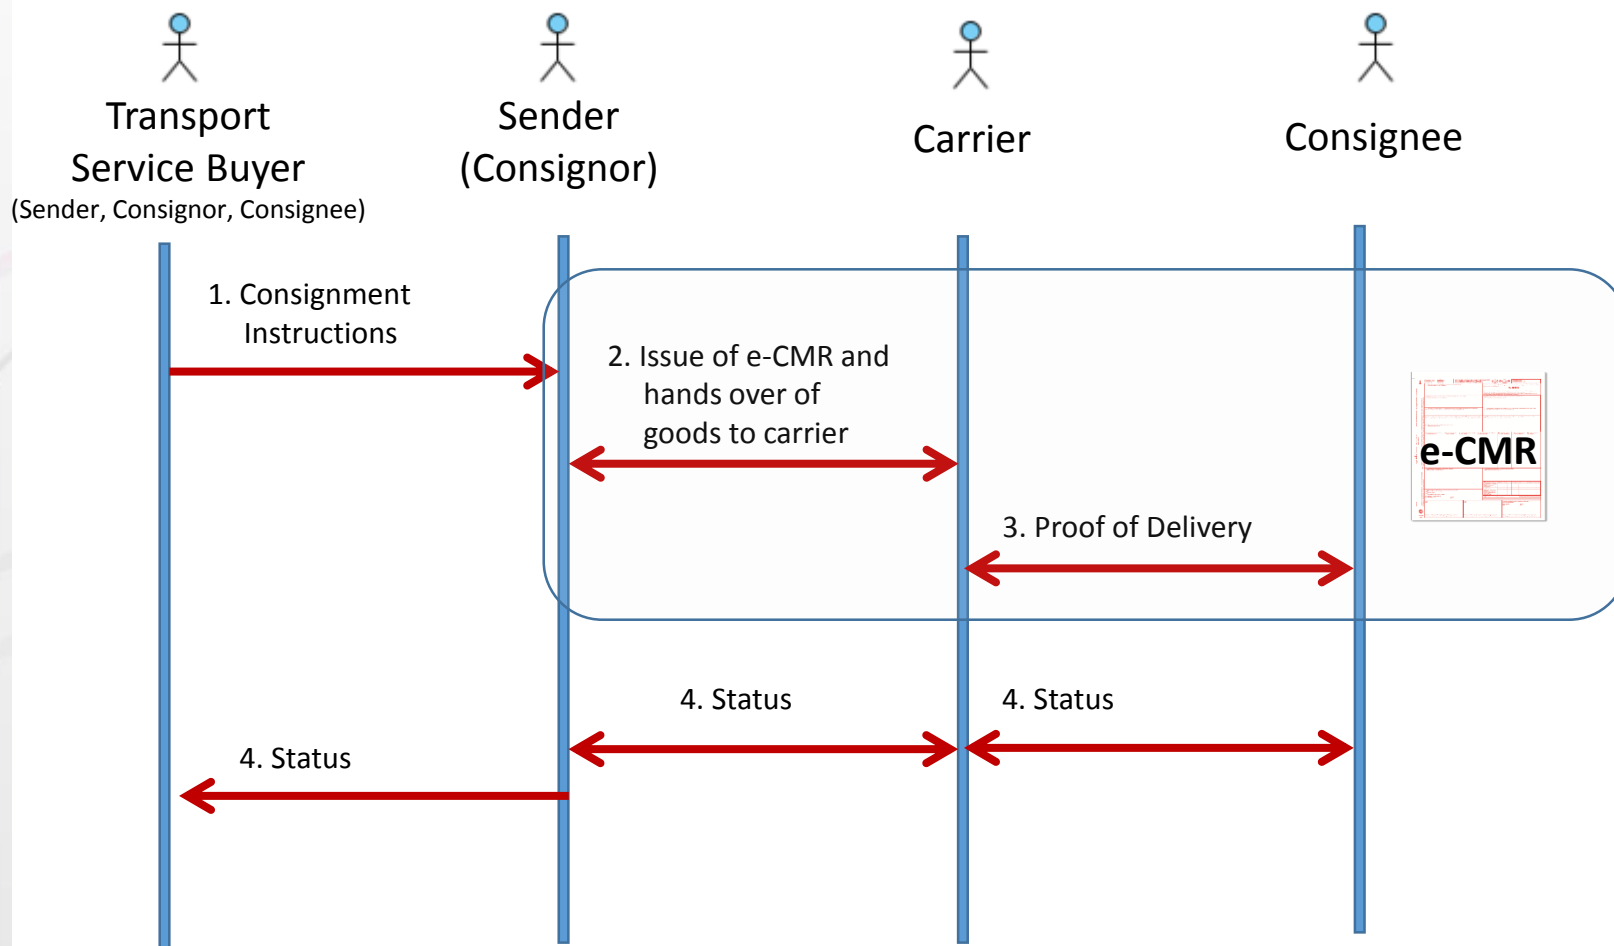 Transport
Service Buyer
(Sender, Consignor, Consignee)
Sender
(Consignor)
Carrier
Consignee
1. Consignment
Instructions
2. Issue of e-CMR and
hands over of
goods to carrier
e-CMR
3. Proof of Delivery
4. Status
4. Status
4. Status